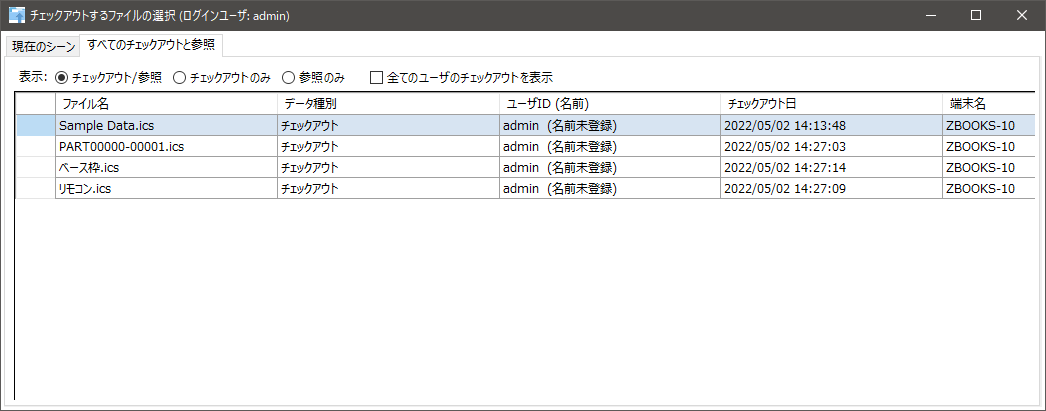 チェックアウトするファイルの選択 (ログインユーザ: admin)
現在のシーン すべてのチェックアウトと参照
表示: チェックアウト/参照 チェックアウトのみ 参照のみ 全てのユーザのチェックアウトを表示
ファイル名 データ種別 ユーザID (名前) チェックアウト日 端末名
Sample Data.ics チェックアウト admin (名前未登録) 2022/05/02 14:13:48 ZBOOKS-10
PART00000-00001.ics チェックアウト admin (名前未登録) 2022/05/02 14:27:03 ZBOOKS-10
ベース枠.ics チェックアウト admin (名前未登録) 2022/05/02 14:27:14 ZBOOKS-10
リモコン.ics チェックアウト admin (名前未登録) 2022/05/02 14:27:09 ZBOOKS-10